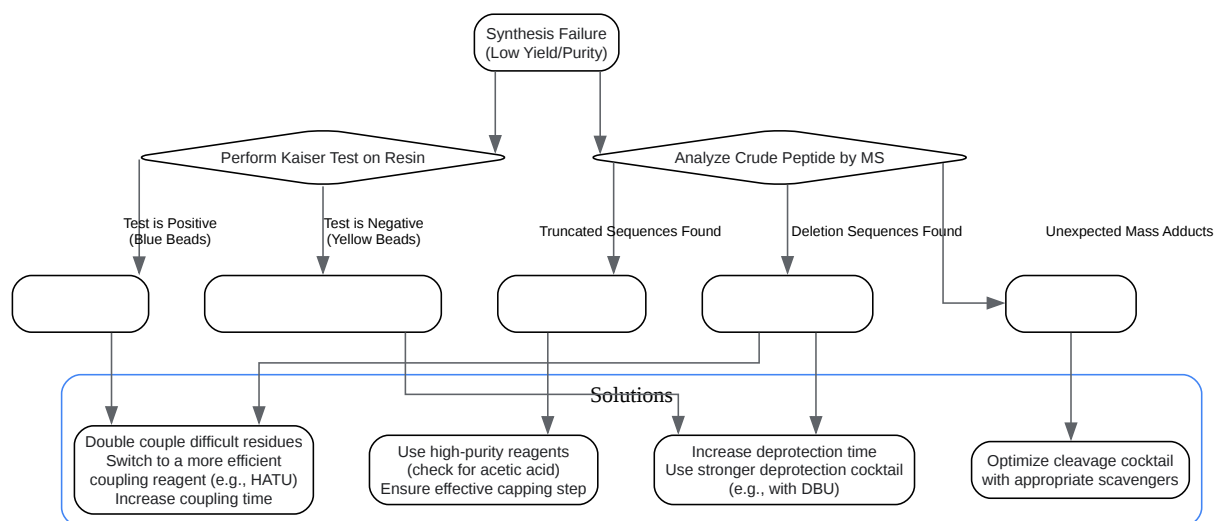 Synthesis Failure
(Low Yield/Purity)
Perform Kaiser Test on Resin
Analyze Crude Peptide by MS
Test is Positive
(Blue Beads)
Test is Negative
(Yellow Beads)
Truncated Sequences Found
Deletion Sequences Found
Unexpected Mass Adducts
Solutions
Double couple difficult residues
Switch to a more efficient
coupling reagent (e.g., HATU)
Increase coupling time
Use high-purity reagents
(check for acetic acid)
Ensure effective capping step
Increase deprotection time
Use stronger deprotection cocktail
(e.g., with DBU)
Optimize cleavage cocktail
with appropriate scavengers